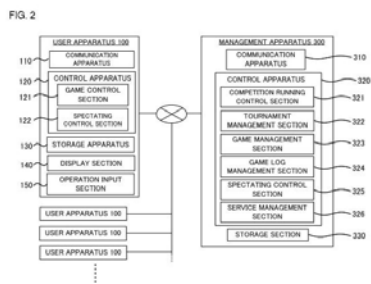 FIG. 2
USER APPARATUS 100
110
COMMUNICATION
APPARATUS
120
CONTROL APPARATUS
121
GAME CONTROL
SECTION
122
SPECTATING
CONTROL SECTION
130
STORAGE APPARATUS
140
DISPLAY SECTION
150
OPERATION INPUT
SECTION
USER APPARATUS 100
USER APPARATUS 100
USER APPARATUS 100
MANAGEMENT APPARATUS 300
COMMUNICATION
APPARATUS
310
CONTROL APPARATUS
320
COMPETITION RUNNING
CONTROL SECTION
321
TOURNAMENT
MANAGEMENT SECTION
322
GAME MANAGEMENT
SECTION
323
GAME LOG
MANAGEMENT SECTION
324
SPECTATING CONTROL
SECTION
325
SERVICE MANAGEMENT
SECTION
326
STORAGE SECTION
330